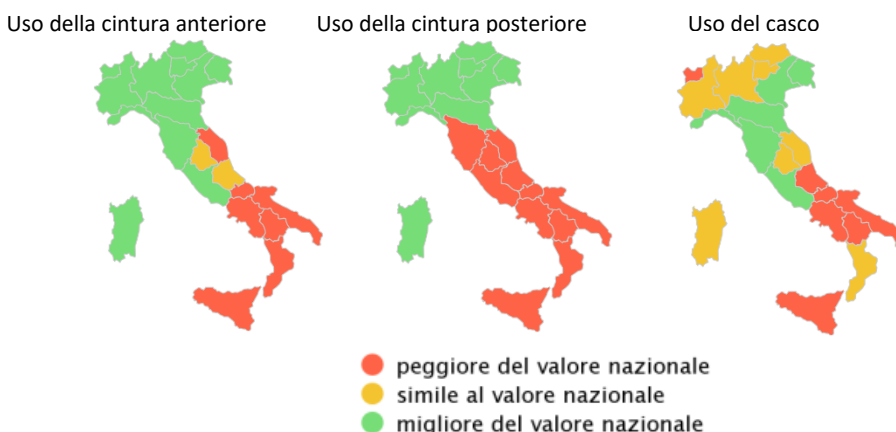 Uso della cintura anteriore
Uso della cintura posteriore
Uso del casco
peggiore del valore nazionale
simile al valore nazionale
migliore del valore nazionale